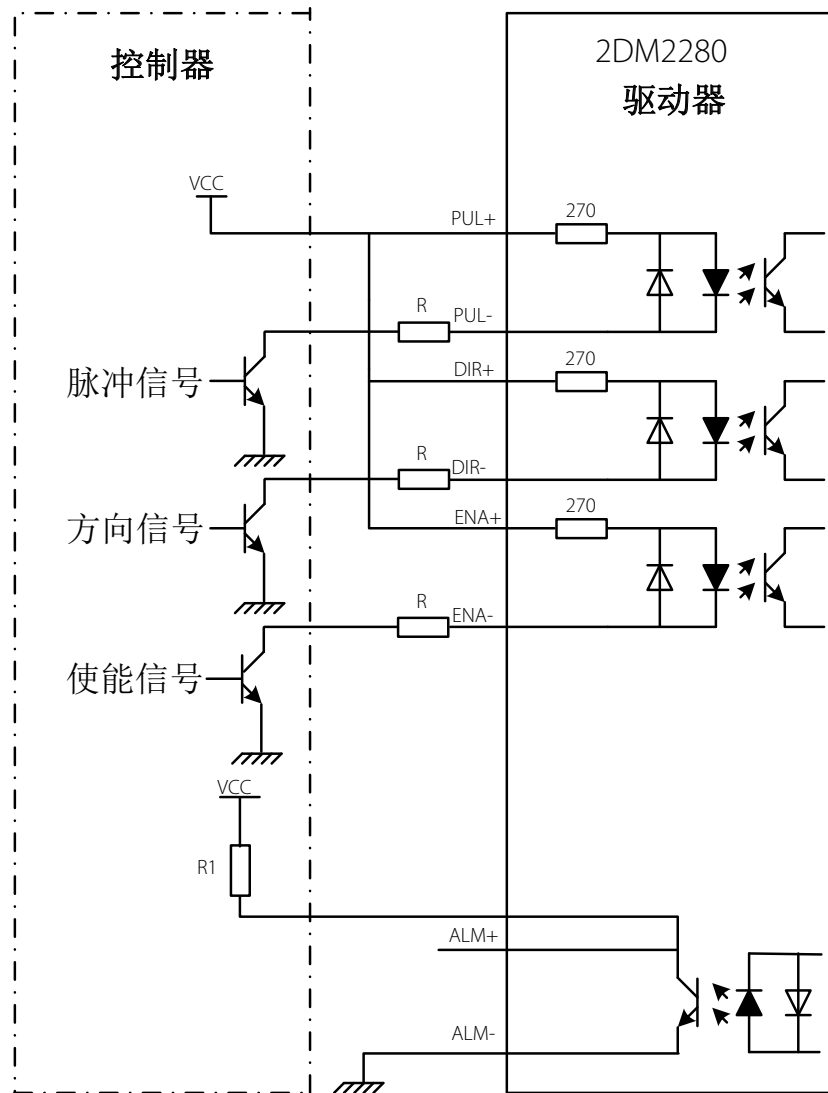 控制器
2DM2280
驱动器
VCC
PUL+
270
R
PUL-
脉冲信号
DIR+
270
R
DIR-
方向信号
ENA+
270
R
ENA-
使能信号
VCC
R1
ALM+
ALM-